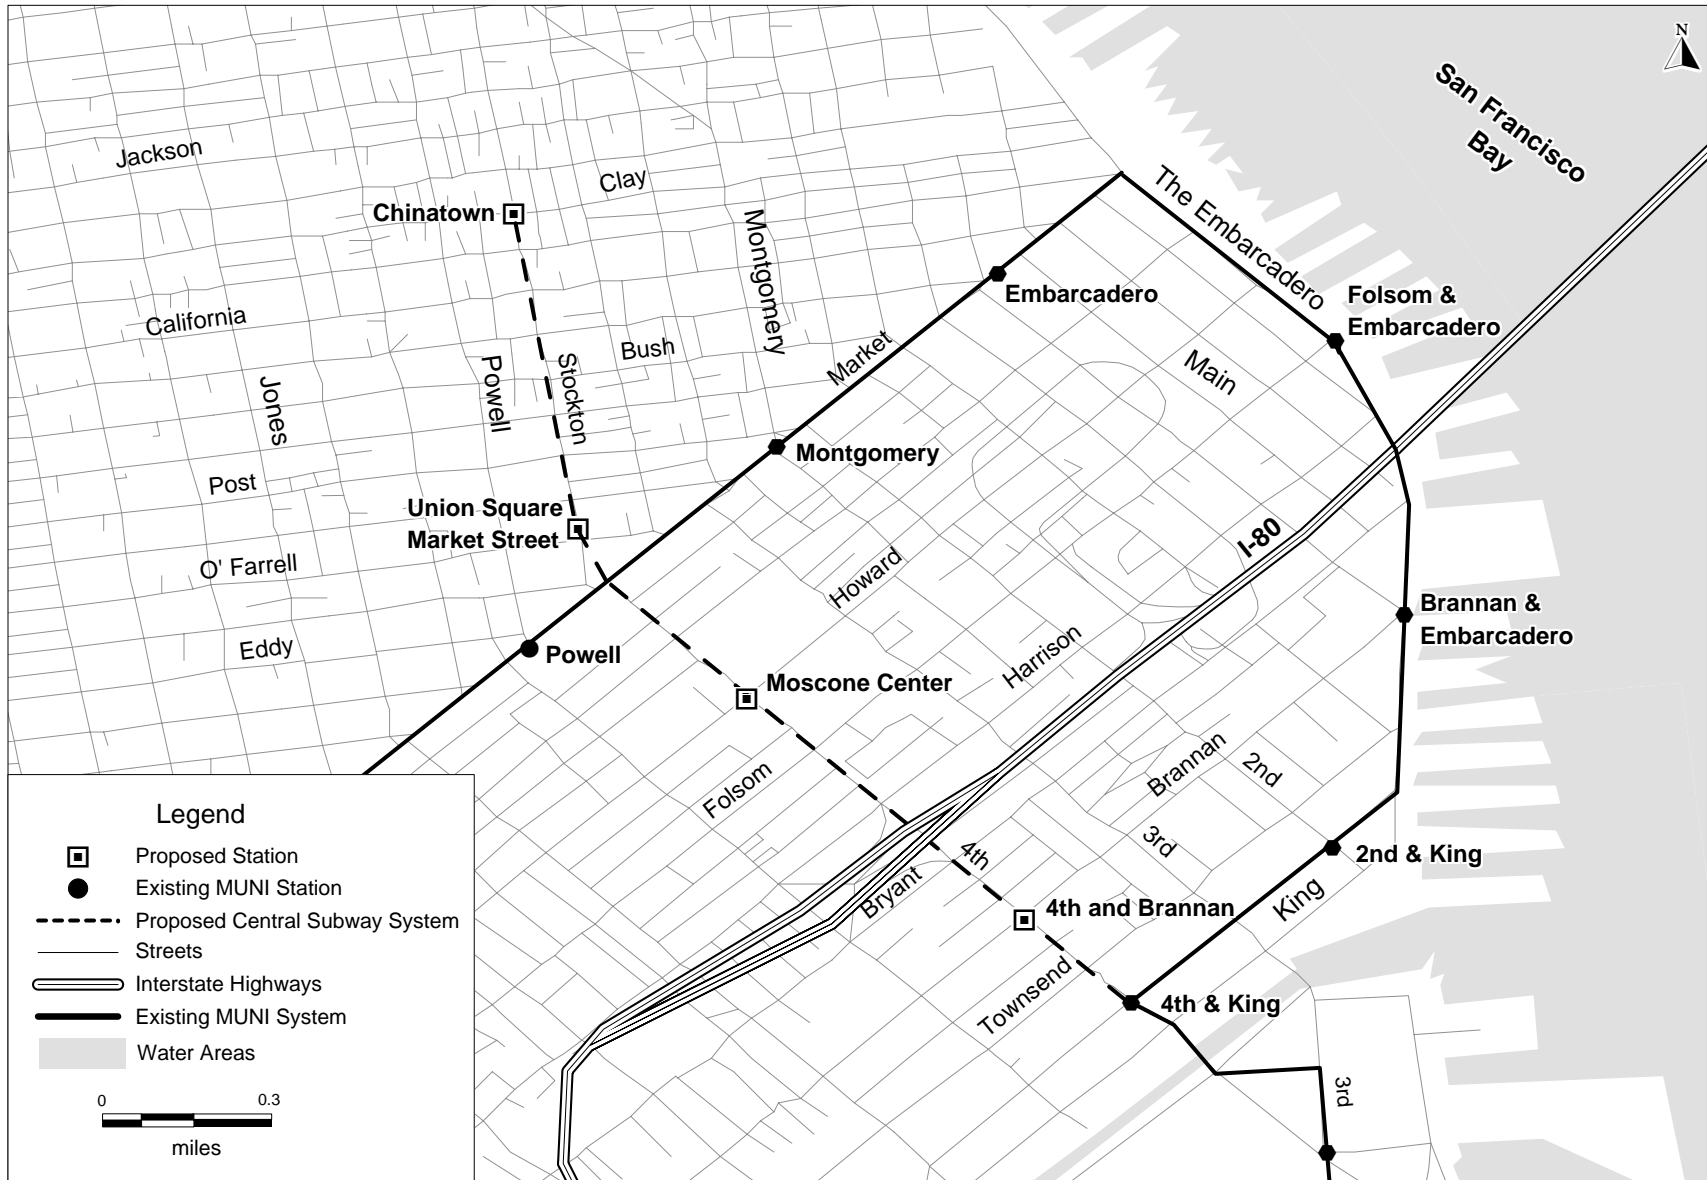 N
San Francisco
Bay
Jackson
Clay
Chinatown
Montgomery
The Embarcadero
Embarcadero
Folsom &
Embarcadero
California
Bush
Market
Main
Powell
Stockton
Jones
Montgomery
Post
Union Square
Market Street
I-80
O' Farrell
Howard
Brannan &
Embarcadero
Eddy
Powell
Harrison
Moscone Center
Brannan
2nd
Folsom
3rd
4th
2nd & King
Bryant
King
4th and Brannan
Townsend
4th & King
3rd
Legend
Proposed Station
Existing MUNI Station
Proposed Central Subway System
Streets
Interstate Highways
Existing MUNI System
Water Areas
0 0.3
miles